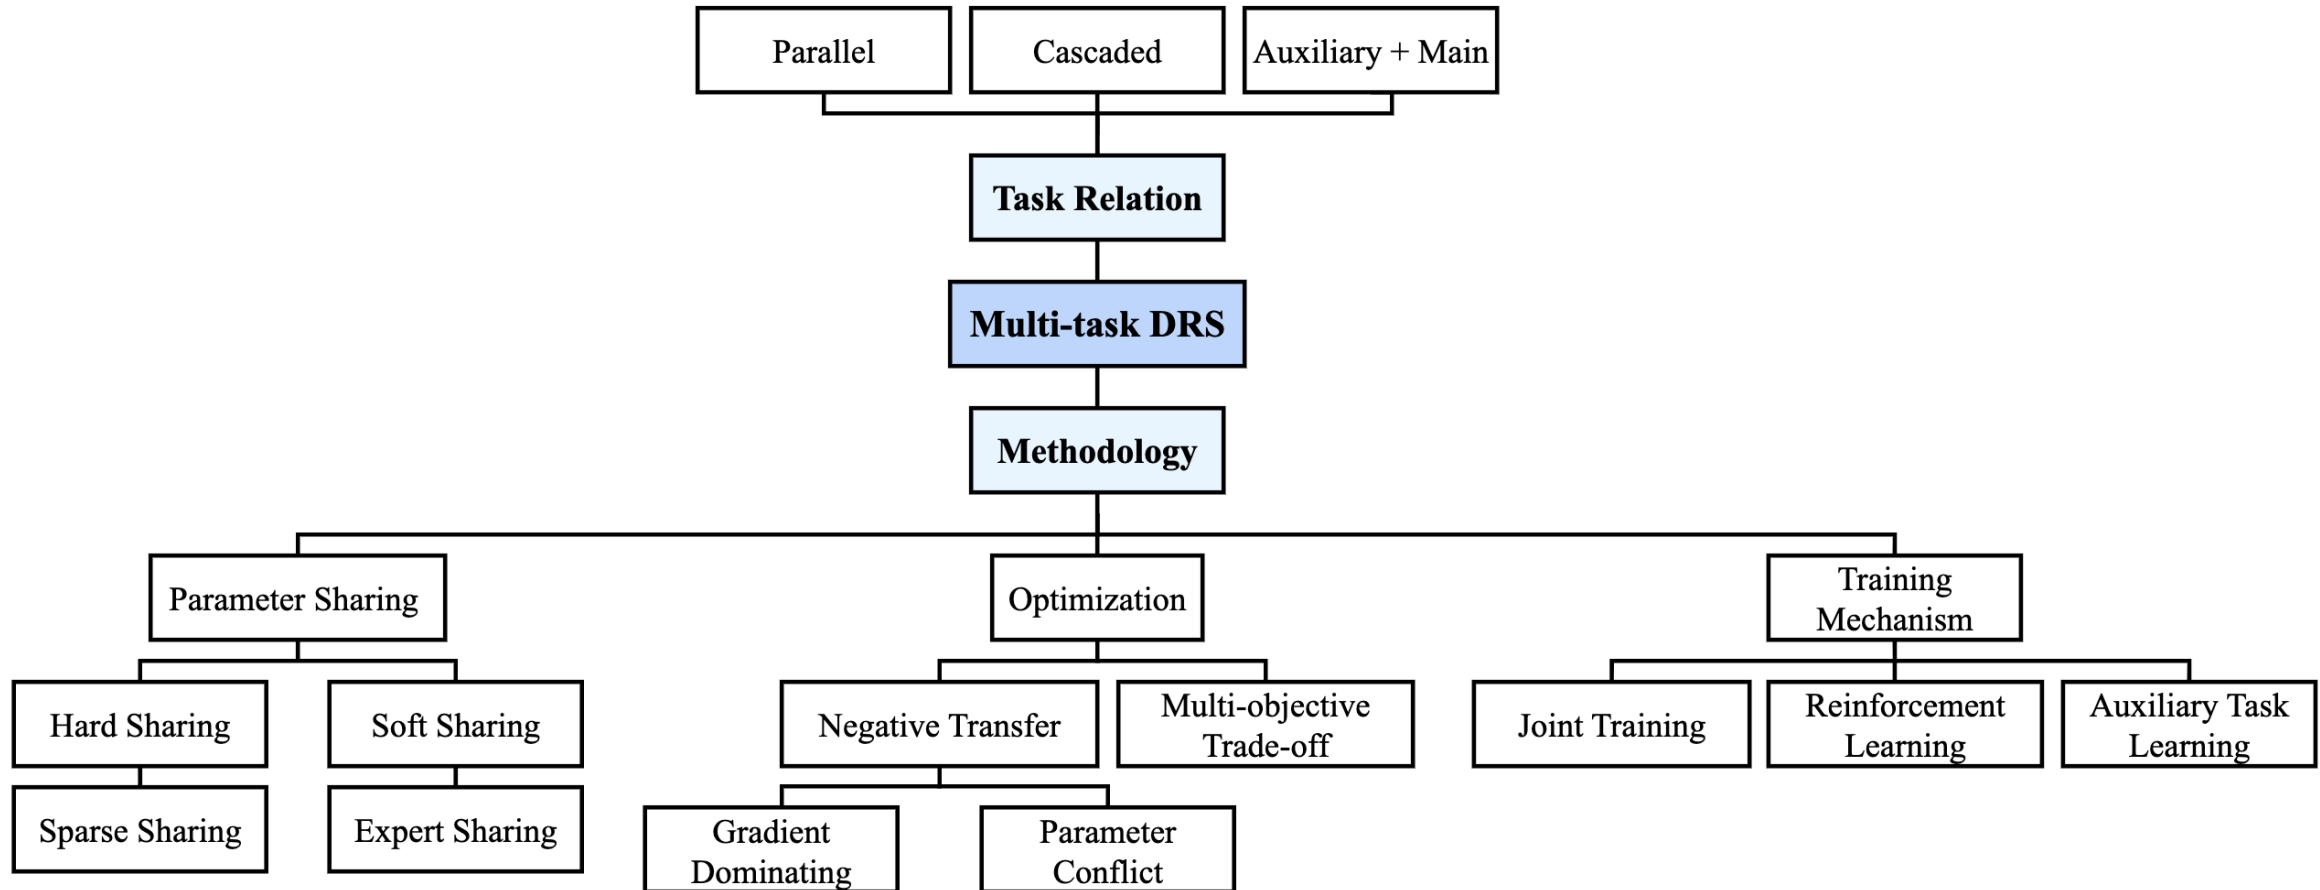 Parallel
Cascaded
Auxiliary + Main
Task Relation
Multi-task DRS
Methodology
Parameter Sharing
Optimization
Training
Mechanism
Hard Sharing
Soft Sharing
Negative Transfer
Multi-objective
Trade-off
Joint Training
Reinforcement
Learning
Auxiliary Task
Learning
Sparse Sharing
Expert Sharing
Gradient
Dominating
Parameter
Conflict